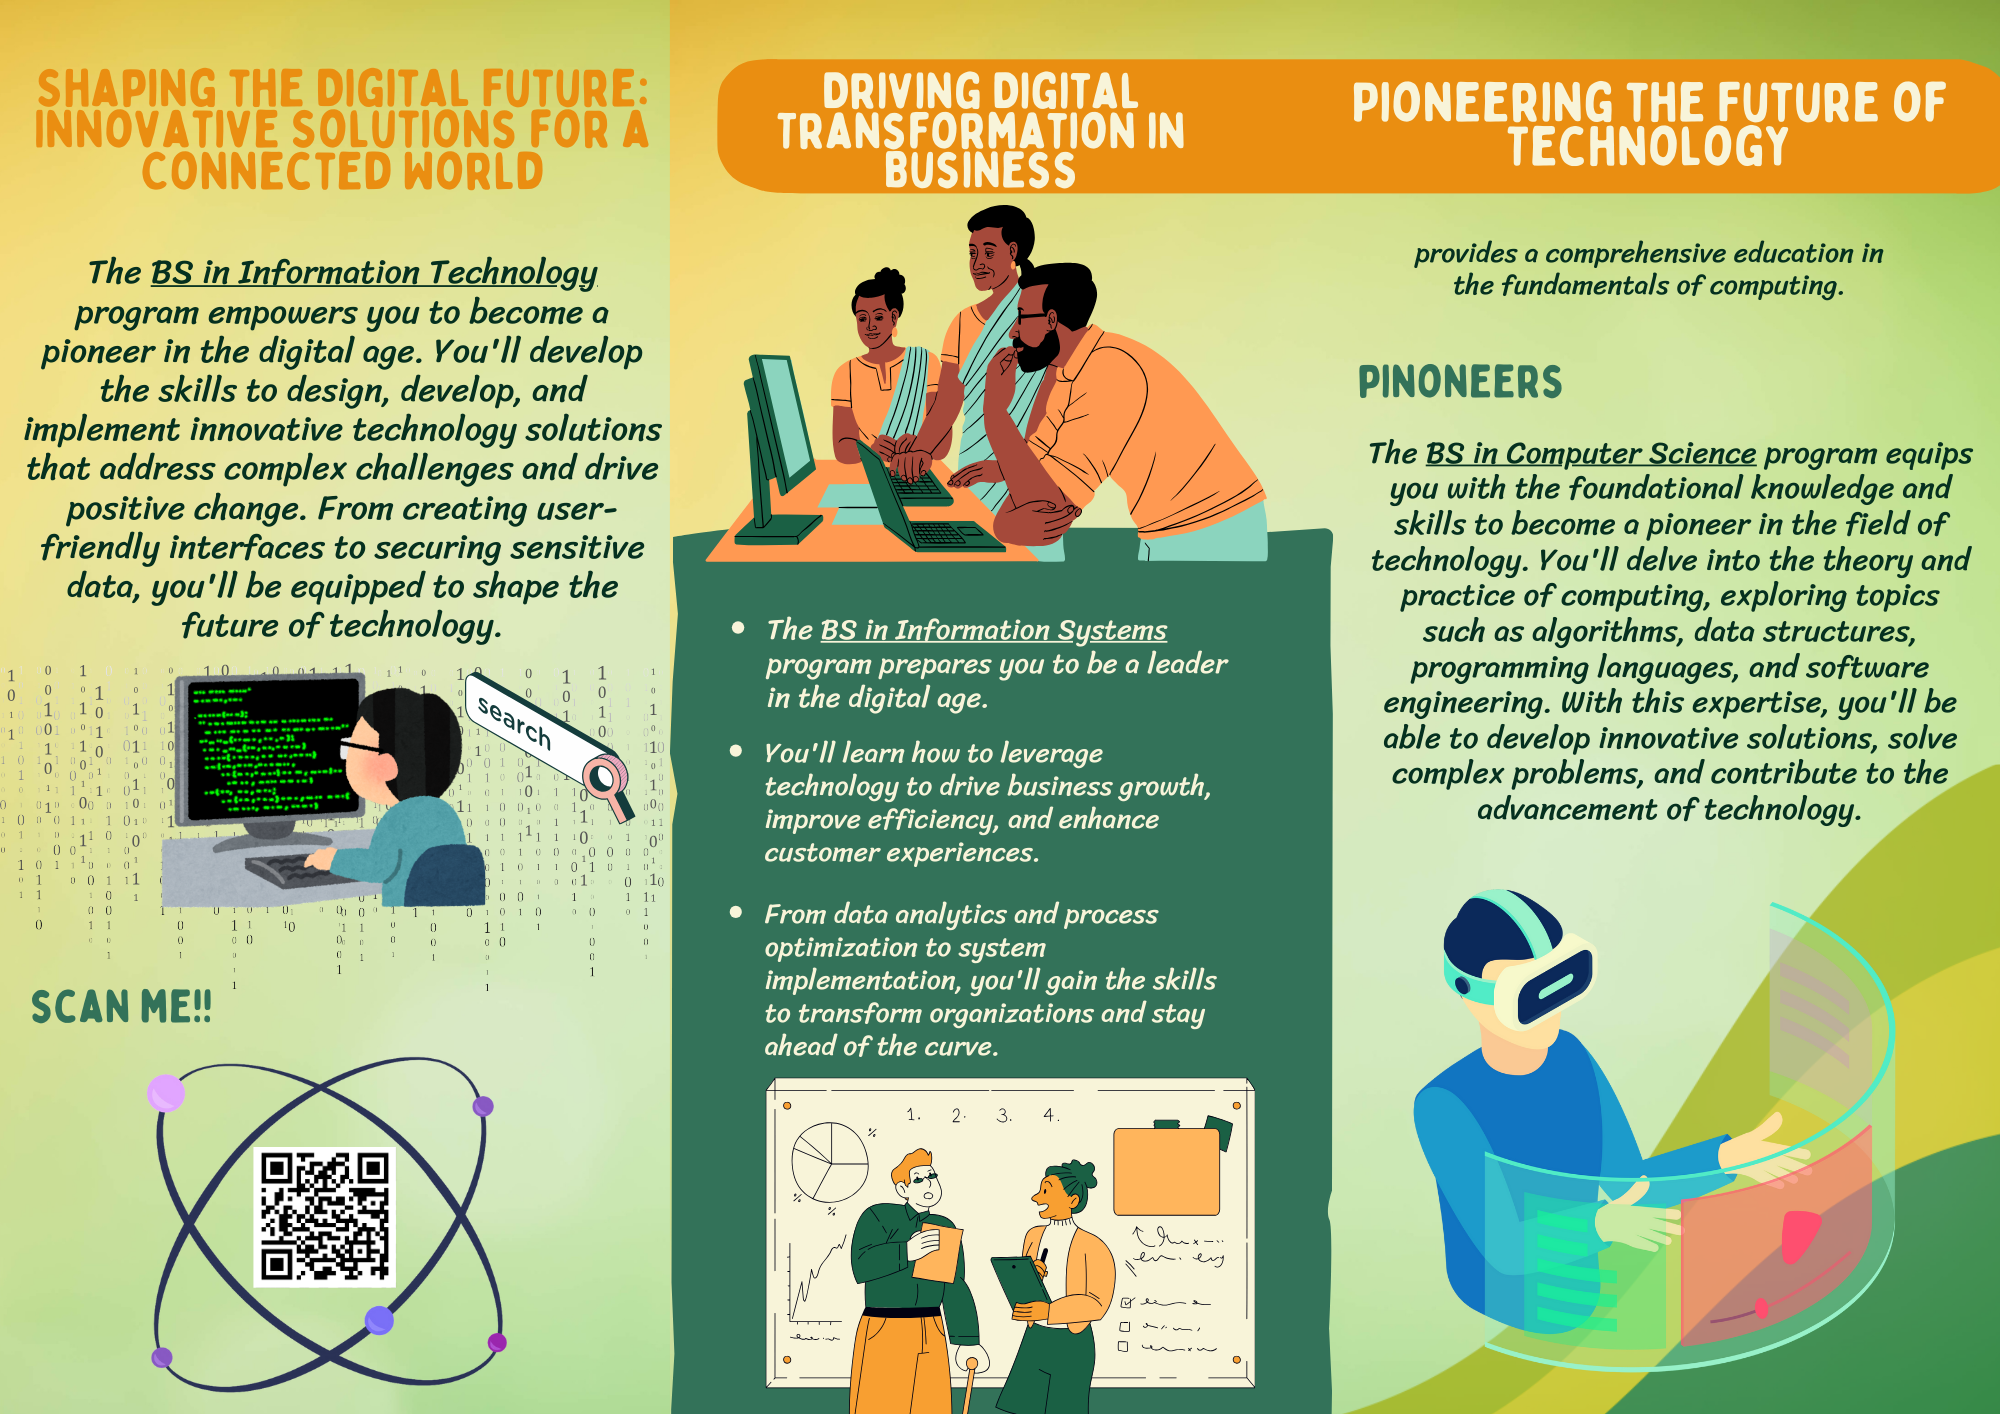 SHAPING THE DIGITAL FUTURE:
INNOVATIVE SOLUTIONS FOR A
CONNECTED WORLD
The BS in Information Technology
program empowers you to become a
pioneer in the digital age. You'll develop
the skills to design, develop, and
implement innovative technology solutions
that address complex challenges and drive
positive change. From creating user-
friendly interfaces to securing sensitive
data, you'll be equipped to shape the
future of technology.
search
SCAN ME!!
DRIVING DIGITAL
TRANSFORMATION IN
BUSINESS
• The BS in Information Systems
program prepares you to be a leader
in the digital age.
• You'll learn how to leverage
technology to drive business growth,
improve efficiency, and enhance
customer experiences.
• From data analytics and process
optimization to system
implementation, you'll gain the skills
to transform organizations and stay
ahead of the curve.
1. 2. 3. 4.
%
%
%
PIONEERING THE FUTURE OF
TECHNOLOGY
provides a comprehensive education in
the fundamentals of computing.
PINONEERS
The BS in Computer Science program equips
you with the foundational knowledge and
skills to become a pioneer in the field of
technology. You'll delve into the theory and
practice of computing, exploring topics
such as algorithms, data structures,
programming languages, and software
engineering. With this expertise, you'll be
able to develop innovative solutions, solve
complex problems, and contribute to the
advancement of technology.